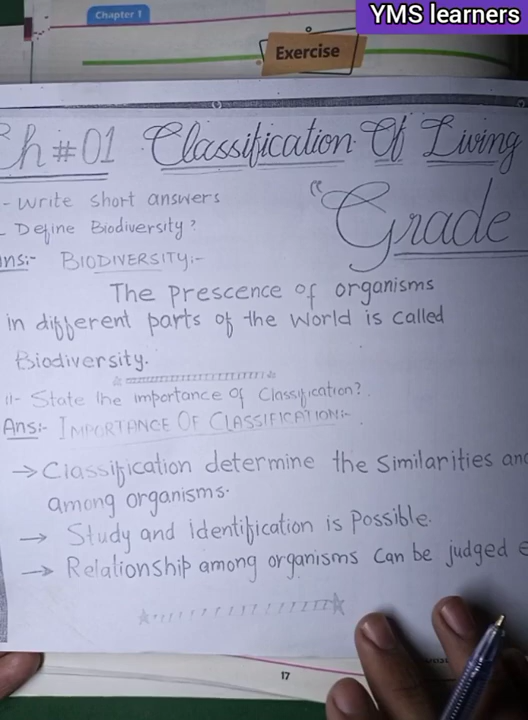 YMS learners
Chapter 1
Exercise
Ch #01 Classification Of Living
- Write short answers
Define Biodiversity?
"Grade
Ans:- BIODIVERSITY:-
The prescence of organisms
in different parts of the World is called
Biodiversity.
ii- State the importance of Classification?
Ans:- IMPORTANCE OF CLASSIFICATION:-
→ Classification determine the Similarities and
among organisms.
→ Study and identification is Possible.
→ Relationship among organisms can be judged
17